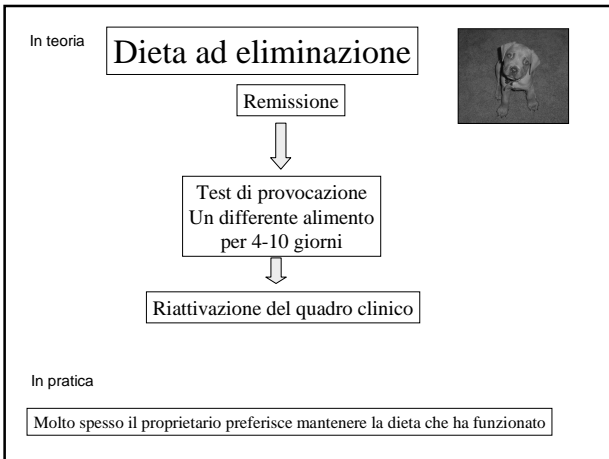 In teoria
Dieta ad eliminazione
Remissione
Test di provocazione
Un differente alimento
per 4-10 giorni
Riattivazione del quadro clinico
In pratica
Molto spesso il proprietario preferisce mantenere la dieta che ha funzionato